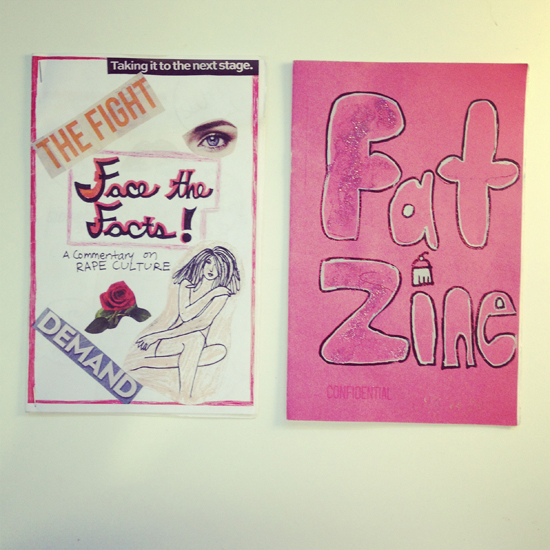 Taking it to the next stage.
THE FIGHT
Face the
Facts!
A Commentary on
RAPE CULTURE
DEMAND
Fat
Zine
CONFIDENTIAL